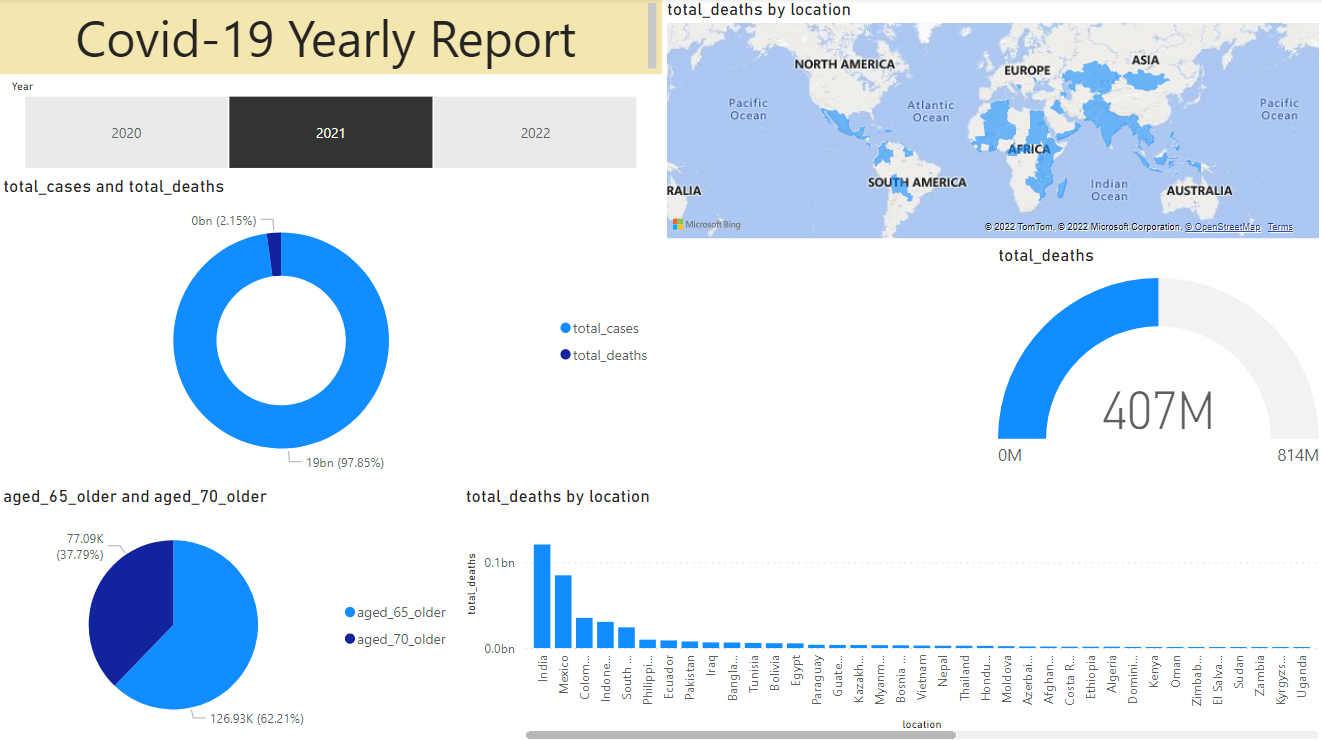 Covid-19 Yearly Report
Year
2020
2021
2022
total_cases and total_deaths
0bn (2.15%)
19bn (97.85%)
total_cases
total_deaths
total_deaths by location
NORTH AMERICA
EUROPE
ASIA
Pacific
Ocean
Atlantic
Ocean
Pacific
Ocean
AFRICA
RALIA
SOUTH AMERICA
Indian
Ocean
AUSTRALIA
Microsoft Bing
© 2022 TomTom, © 2022 Microsoft Corporation, © OpenStreetMap Terms
total_deaths
407M
0M
814M
aged_65_older and aged_70_older
77.09K
(37.79%)
126.93K (62.21%)
aged_65_older
aged_70_older
total_deaths by location
total_deaths
0.1bn
0.0bn
India
Mexico
Colom...
Indone...
South ...
Philippi...
Ecuador
Pakistan
Iraq
Bangla...
Tunisia
Bolivia
Egypt
Paraguay
Guate...
Kazakh...
Myanm...
Bosnia ...
Vietnam
Nepal
Thailand
Hondu...
Moldova
Azerbai...
Afghan...
Costa R...
Ethiopia
Algeria
Domini...
Kenya
Oman
Zimbab...
El Salva...
Sudan
Zambia
Kyrgyzs...
Uganda
location